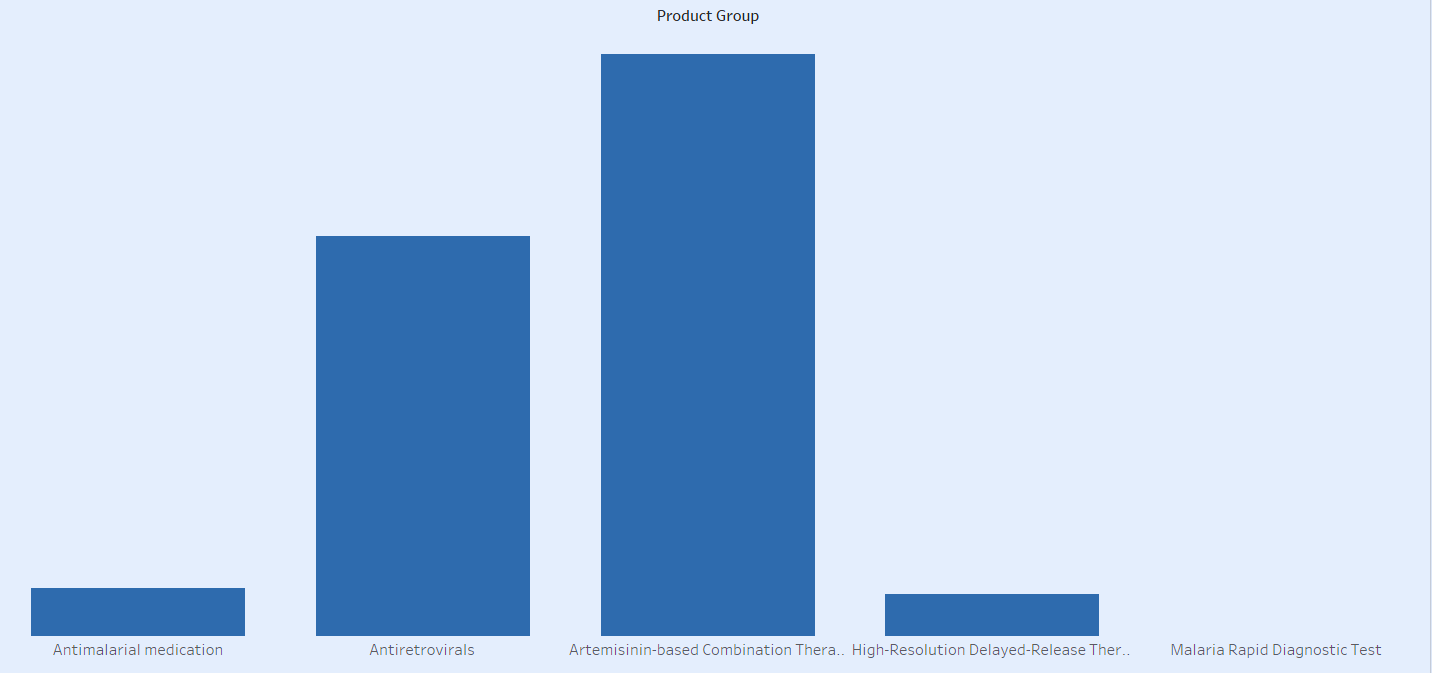 Product Group
Antimalarial medication
Antiretrovirals
Artemisinin-based Combination Thera..
High-Resolution Delayed-Release Ther..
Malaria Rapid Diagnostic Test